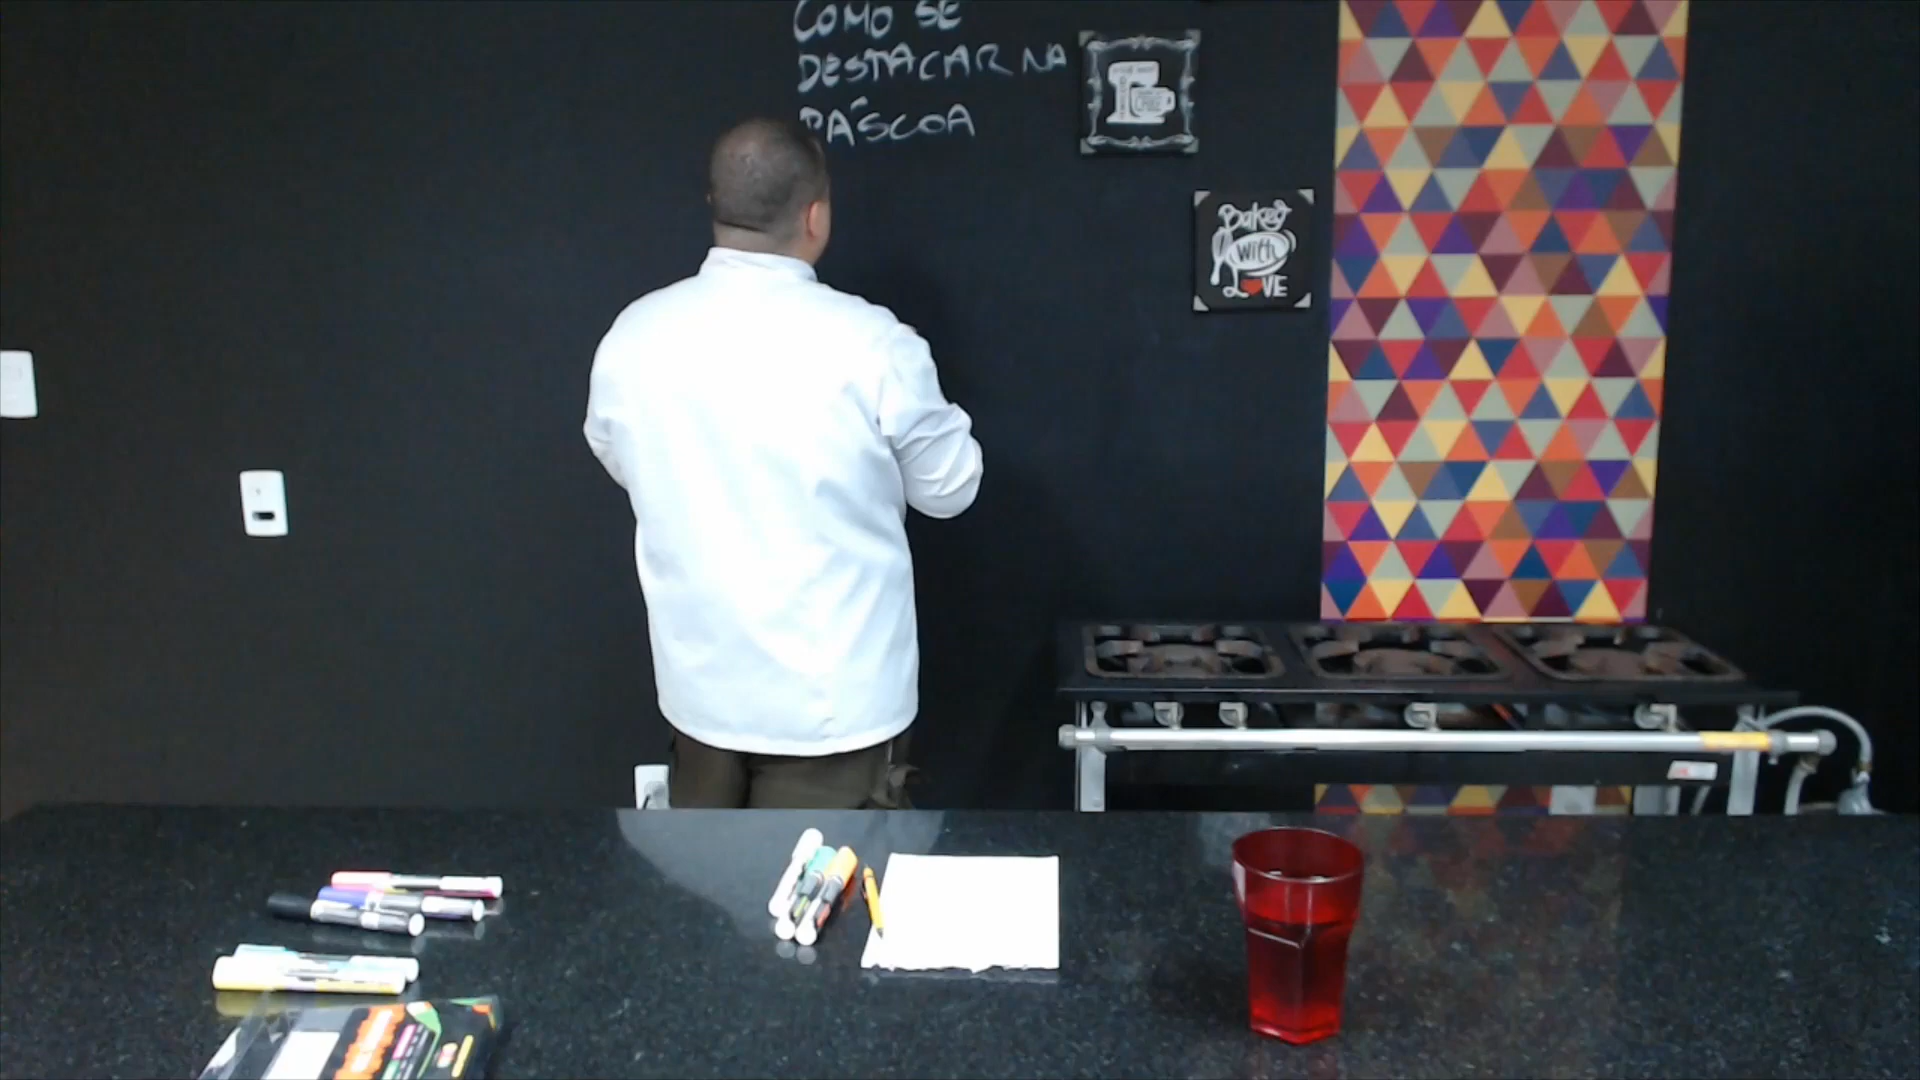 COMO SE
DESTACAR NA
PÁSCOA
Baked
with
LOVE